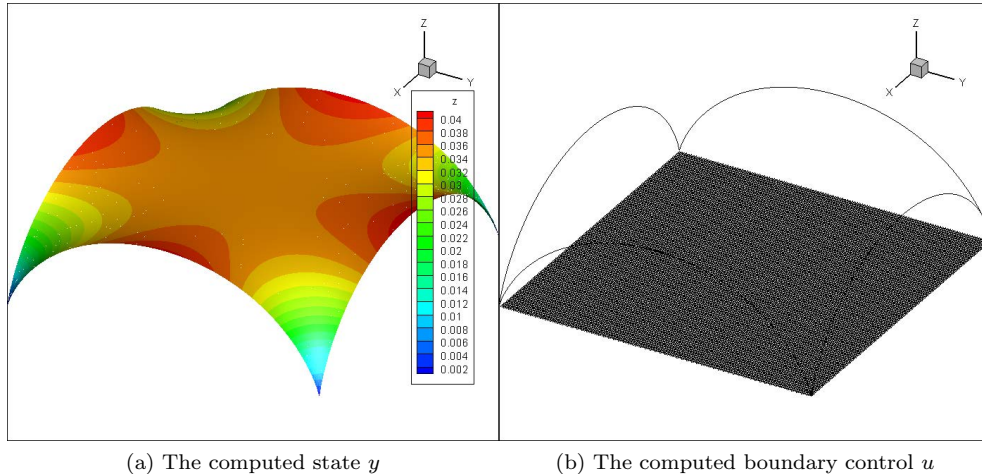 Z
Y
X
z
0.04
0.038
0.036
0.034
0.032
0.03
0.028
0.026
0.024
0.022
0.02
0.018
0.016
0.014
0.012
0.01
0.008
0.006
0.004
0.002
Z
Y
X
(a) The computed state y
(b) The computed boundary control u